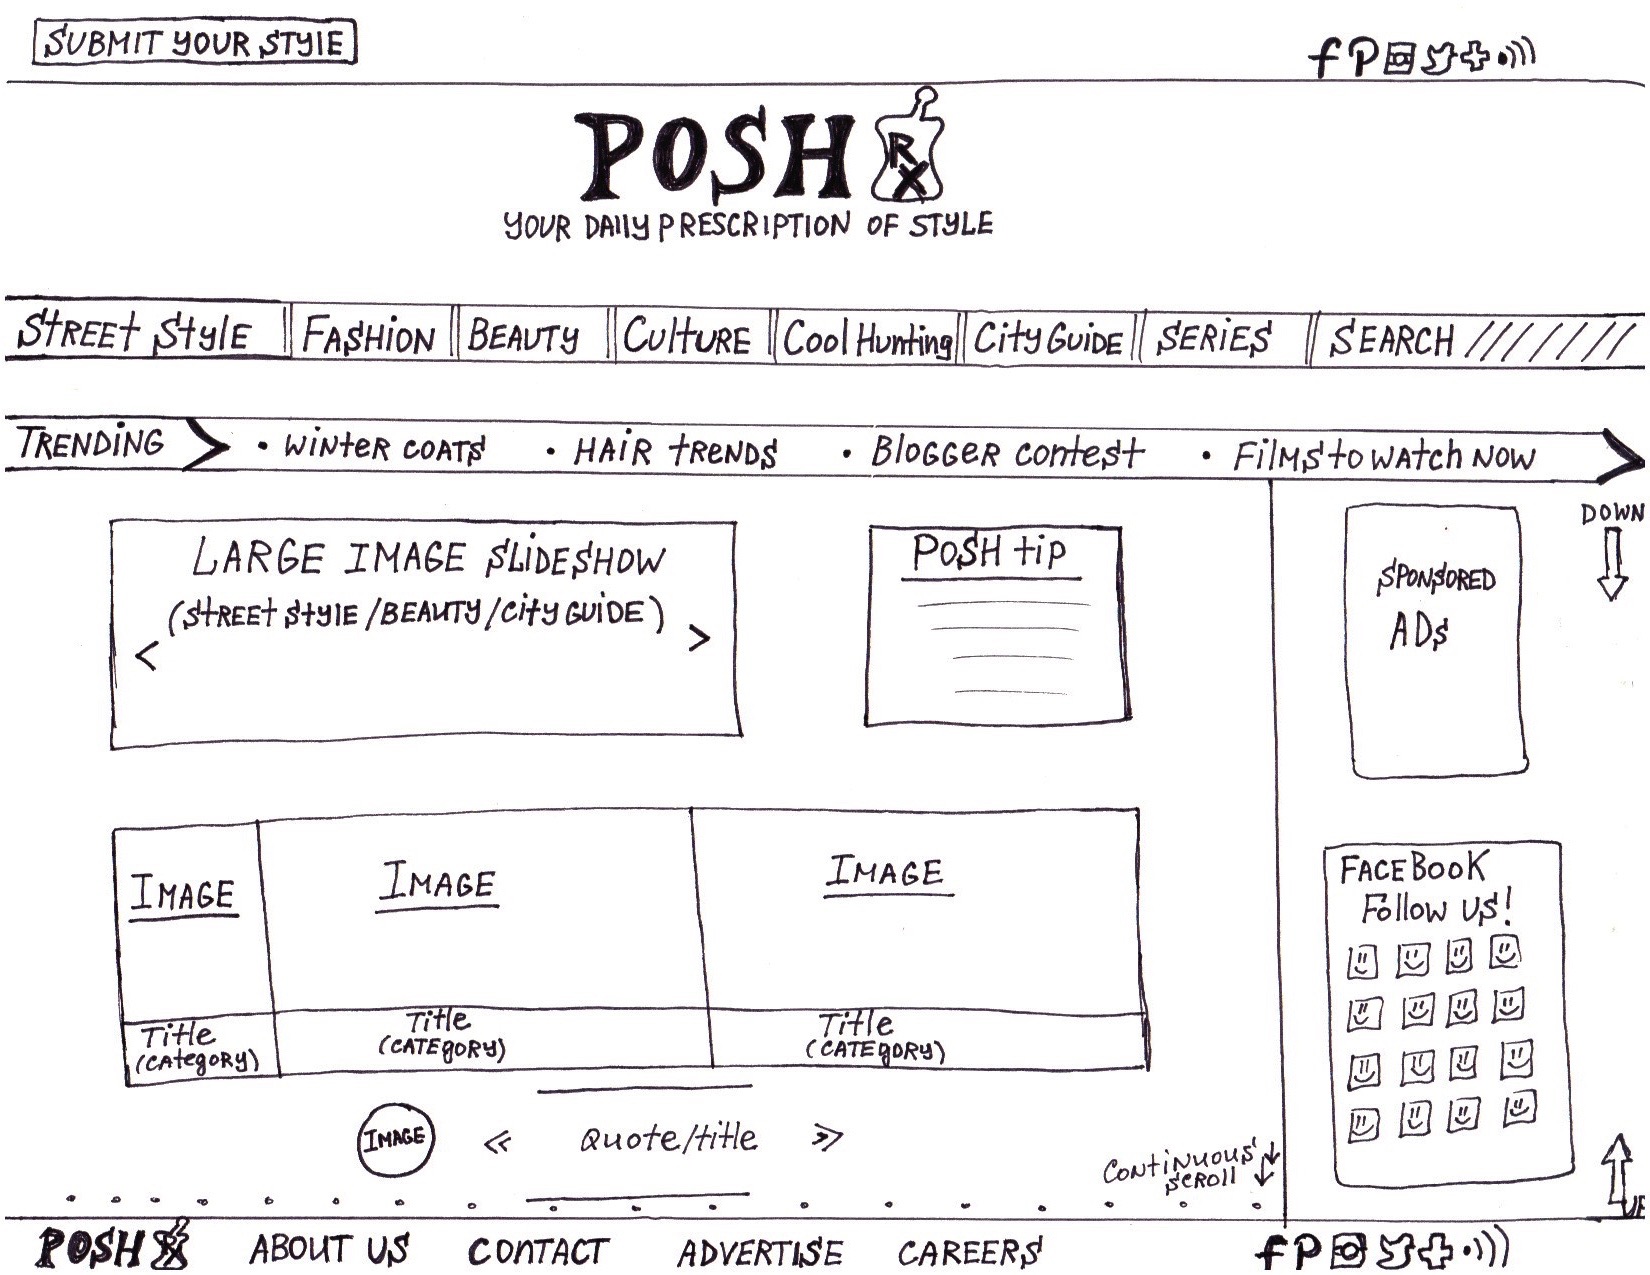 SUBMIT YOUR STYLE
f P
POSH RX
YOUR DAILY PRESCRIPTION OF STYLE
STREET STYLE FASHION BEAUTY CULTURE Cool Hunting City GUIDE SERIES SEARCH
TRENDING > • WINTER COATS • HAIR TRENDS • Blogger contest • Films to watch now >
LARGE IMAGE SLIDESHOW
(STREET STYLE/BEAUTY/CITY GUIDE)
< >
POSH tip
SPONSORED
ADS
DOWN
IMAGE IMAGE IMAGE
Title Title Title
(CATEGORY) (CATEGORY) (CATEGORY)
FACEBOOK
Follow US!
IMAGE << Quote/title >>
CONTINUOUS
SCROLL
POSH RX ABOUT US CONTACT ADVERTISE CAREERS f P